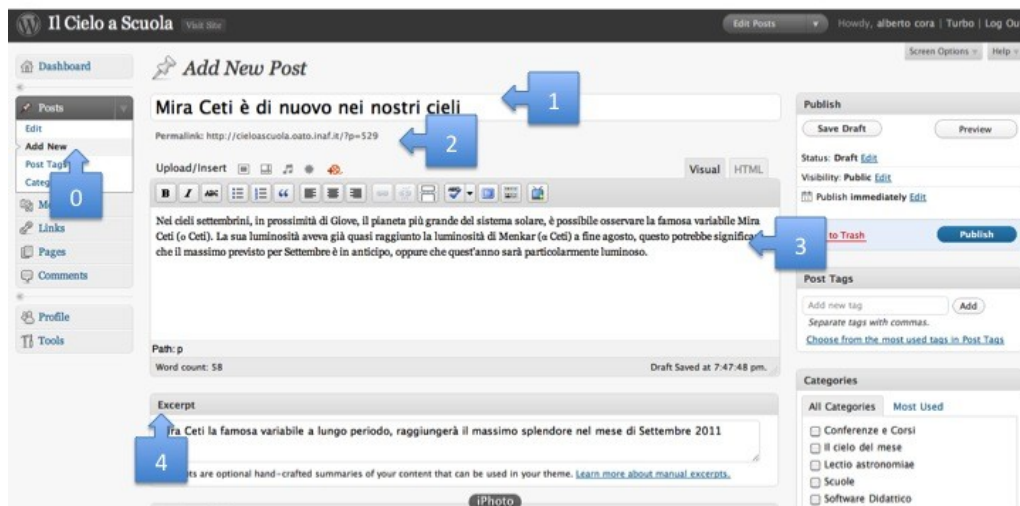 Il Cielo a Scuola Visit Site
Edit Posts Howdy, alberto cora | Turbo | Log Ou
Screen Options Help
Dashboard
Posts
Edit
Add New
Post Tag
Categ
M
Links
Pages
Comments
Profile
Tools
0
Add New Post
Mira Ceti è di nuovo nei nostri cieli
1
Permalink: http://cieloascuola.oato.inaf.it/?p=529
2
Upload/Insert
Visual HTML
B I ABC
Nei cieli settembrini, in prossimità di Giove, il pianeta più grande del sistema solare, è possibile osservare la famosa variabile Mira
Ceti (o Ceti). La sua luminosità aveva già quasi raggiunto la luminosità di Menkar (α Ceti) a fine agosto, questo potrebbe significa
che il massimo previsto per Settembre è in anticipo, oppure che quest'anno sarà particolarmente luminoso.
3
Path: p
Word count: 58 Draft Saved at 7:47:48 pm.
Excerpt
ra Ceti la famosa variabile a lungo periodo, raggiungerà il massimo splendore nel mese di Settembre 2011
4
ts are optional hand-crafted summaries of your content that can be used in your theme. Learn more about manual excerpts.
iPhoto
Publish
Save Draft Preview
Status: Draft Edit
Visibility: Public Edit
Publish immediately Edit
to Trash Publish
Post Tags
Add new tag Add
Separate tags with commas.
Choose from the most used tags in Post Tags
Categories
All Categories Most Used
Conferenze e Corsi
Il cielo del mese
Lectio astronomiae
Scuole
Software Didattico